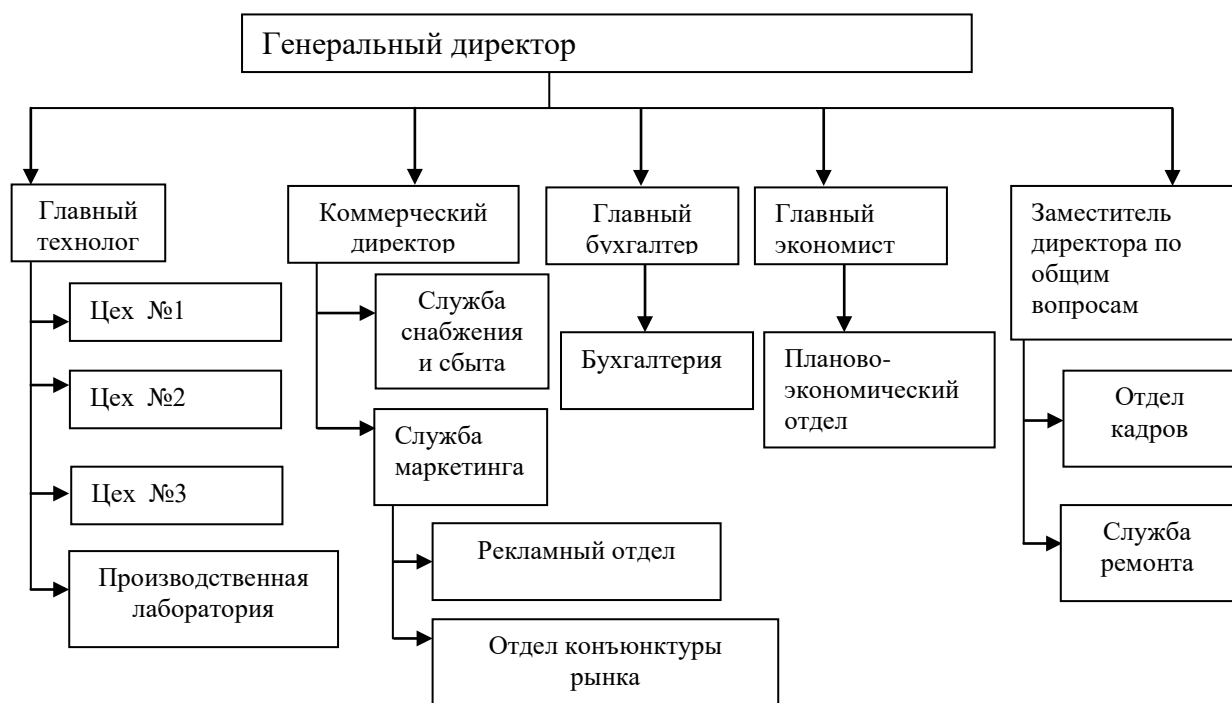 Генеральный директор
Главный
технолог
Коммерческий
директор
Главный
бухгалтер
Главный
экономист
Заместитель
директора по
общим
вопросам
Цех №1
Цех №2
Цех №3
Производственная
лаборатория
Служба
снабжения
и сбыта
Служба
маркетинга
Рекламный отдел
Отдел конъюнктуры
рынка
Бухгалтерия
Планово-
экономический
отдел
Отдел
кадров
Служба
ремонта